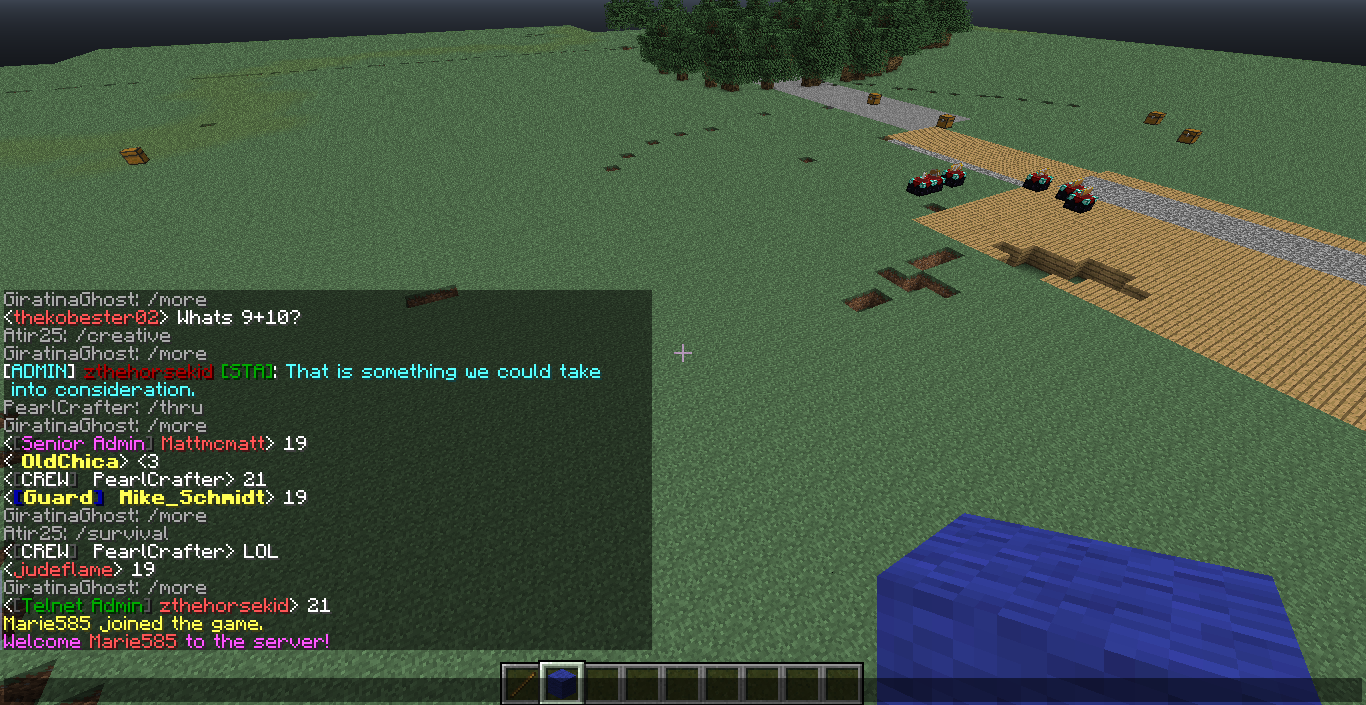 GiratinaGhost: /more
<thekobester02> Whats 9+10?
Atir25: /creative
GiratinaGhost: /more
[ADMIN] zthehorsekid [STA]: That is something we could take
into consideration.
PearlCrafter: /thru
GiratinaGhost: /more
<[Senior Admin] Mattmcmatt> 19
< OldChica> <3
<[CREW] PearlCrafter> 21
<[Guard] Mike_Schmidt> 19
GiratinaGhost: /more
Atir25: /survival
<[CREW] PearlCrafter> LOL
<judeflame> 19
GiratinaGhost: /more
<[Telnet Admin] zthehorsekid> 21
Marie585 joined the game.
Welcome Marie585 to the server!